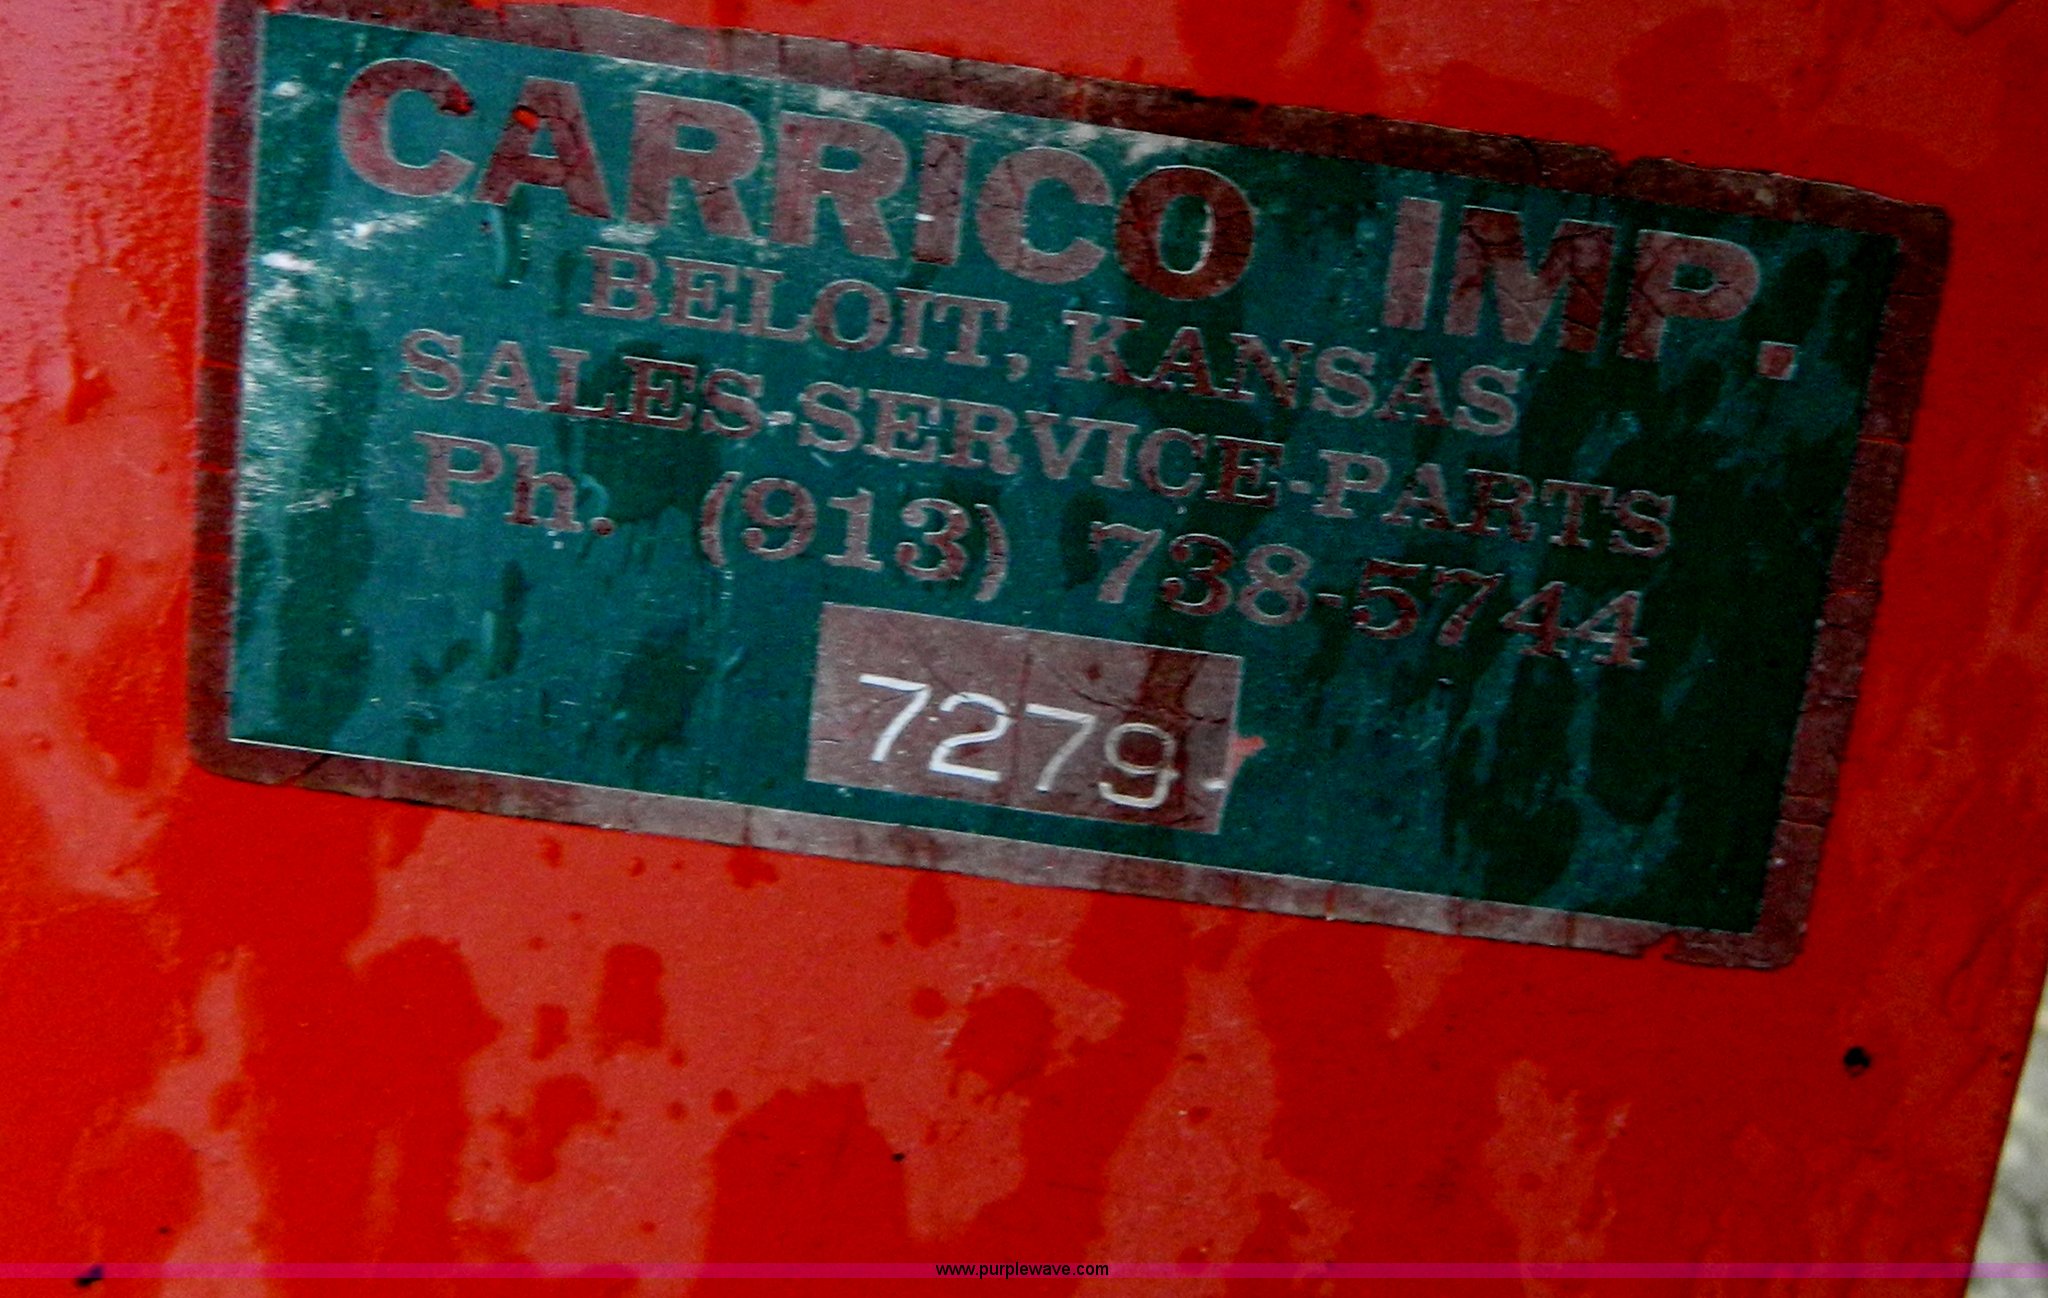 CARRICO IMP.
BELOIT, KANSAS
SALES-SERVICE-PARTS
Ph. (913) 738-5744
7279
www.purplewave.com